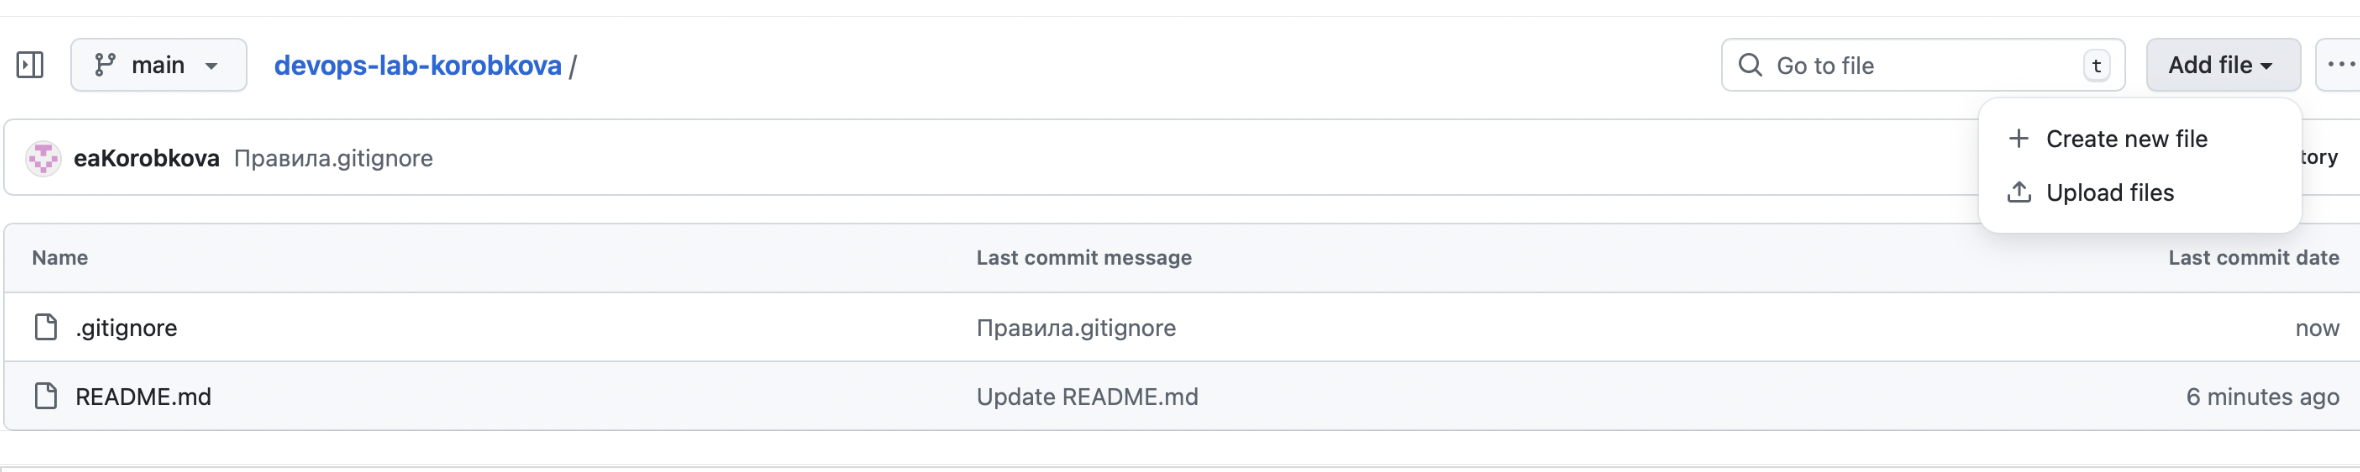 main
devops-lab-korobkova /
Go to file
t
Add file
Create new file
Upload files
eaKorobkova Правила.gitignore
tory
Name Last commit message Last commit date
.gitignore Правила.gitignore now
README.md Update README.md 6 minutes ago